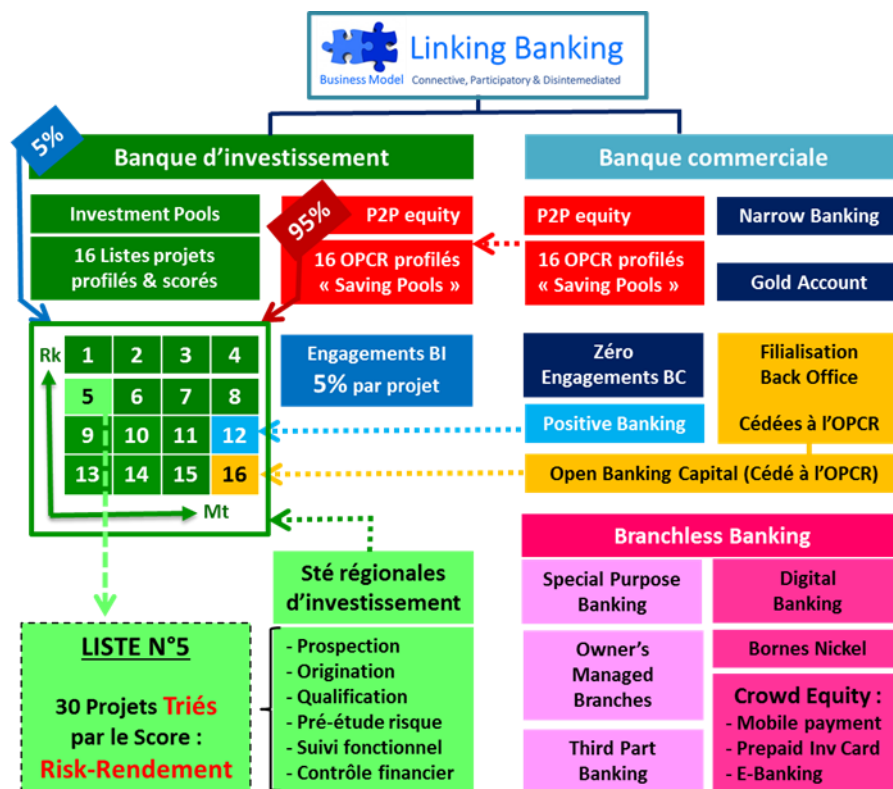 Linking Banking
Business Model Connective, Participatory & Disintemediated
5%
Banque d'investissement
Banque commerciale
Investment Pools
16 Listes projets
profilés & scorés
95%
P2P equity
16 OPCR profilés
« Saving Pools »
P2P equity
16 OPCR profilés
« Saving Pools »
Narrow Banking
Gold Account
Rk
1 2 3 4
5 6 7 8
9 10 11 12
13 14 15 16
Mt
Engagements BI
5% par projet
Zéro
Engagements BC
Positive Banking
Filialisation
Back Office
Cédées à l'OPCR
Open Banking Capital (Cédé à l'OPCR)
Sté régionales
d'investissement
- Prospection
- Origination
- Qualification
- Pré-étude risque
- Suivi fonctionnel
- Contrôle financier
LISTE N°5
30 Projets Triés
par le Score :
Risk-Rendement
Branchless Banking
Special Purpose
Banking
Owner's
Managed
Branches
Third Part
Banking
Digital
Banking
Bornes Nickel
Crowd Equity :
- Mobile payment
- Prepaid Inv Card
- E-Banking